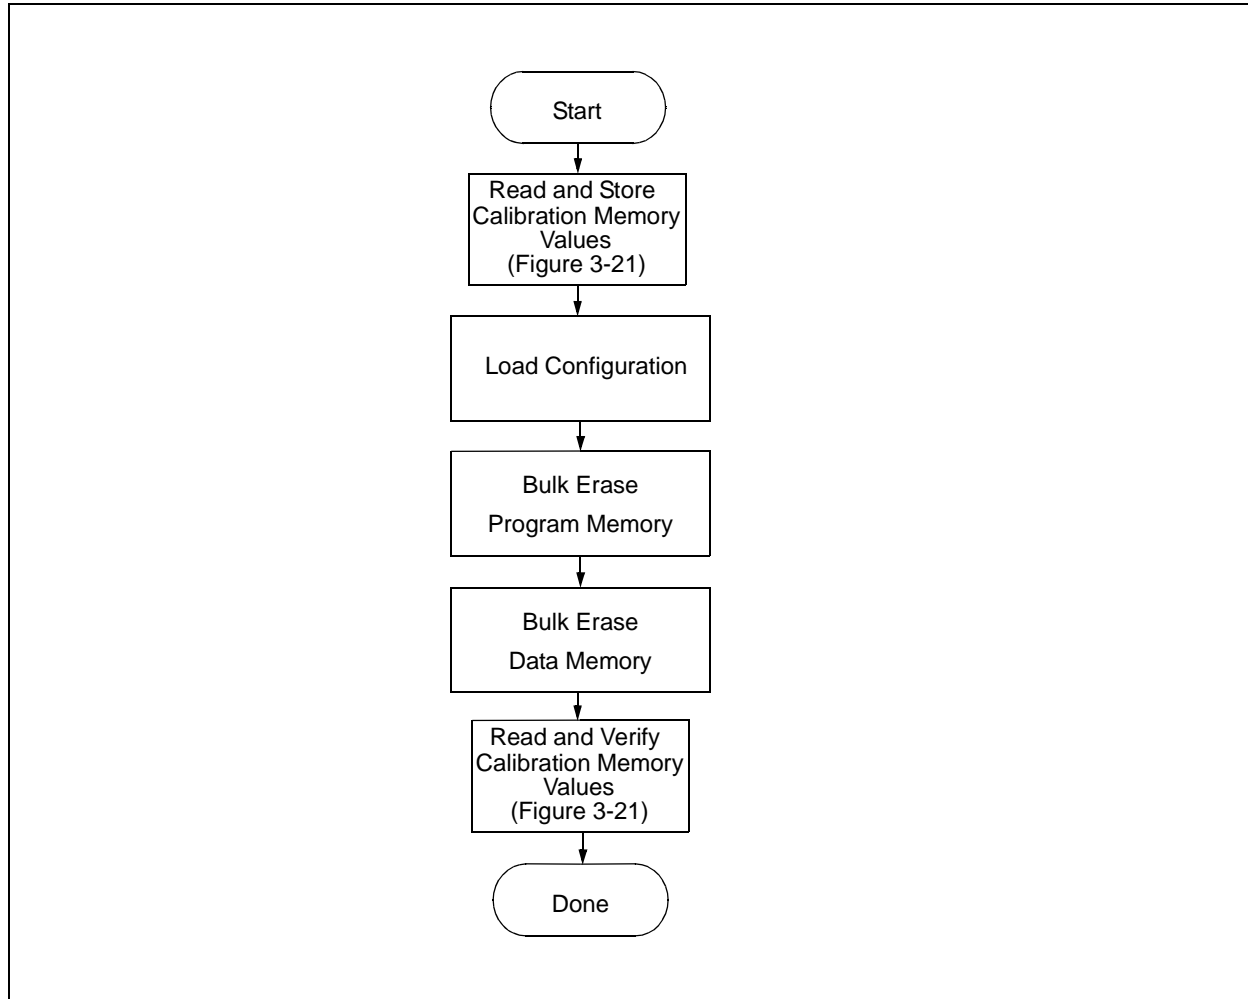 Start
Read and Store
Calibration Memory
Values
(Figure 3-21)
Load Configuration
Bulk Erase
Program Memory
Bulk Erase
Data Memory
Read and Verify
Calibration Memory
Values
(Figure 3-21)
Done